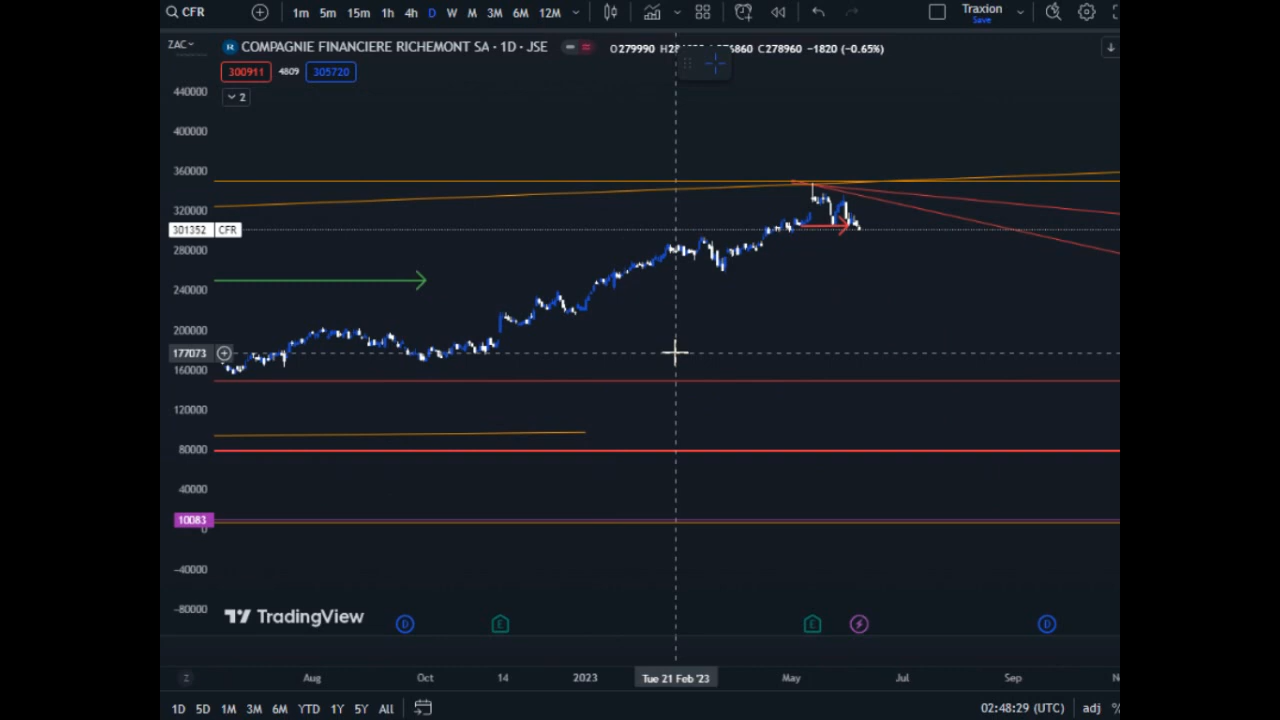 CFR 1m 5m 15m 1h 4h D W M 3M 6M 12M Traxion
Save
ZAC R COMPAGNIE FINANCIERE RICHEMONT SA · 1D · JSE O279990 C278960 −1820 (−0.65%)
300911 4809 305720
2
440000
400000
360000
320000
301352 CFR
280000
240000
200000
177073
160000
120000
80000
40000
10083
0
−40000
−80000
TradingView
D E E D
Z Aug Oct 14 2023 Tue 21 Feb '23 May Jul Sep
1D 5D 1M 3M 6M YTD 1Y 5Y All 02:48:29 (UTC) adj %